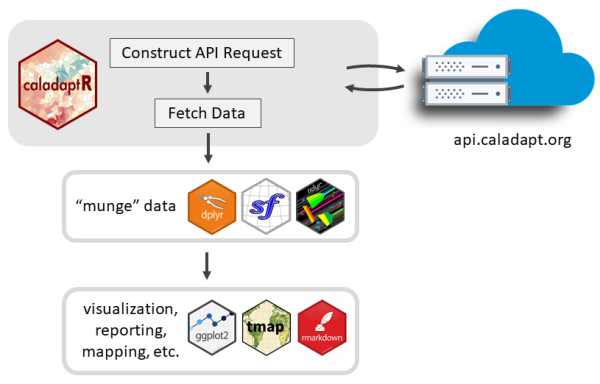 Construct API Request
caladaptR
Fetch Data
api.caladapt.org
“munge” data
dplyr
sf
tidyr
visualization,
reporting,
mapping, etc.
ggplot2
tmap
rmarkdown